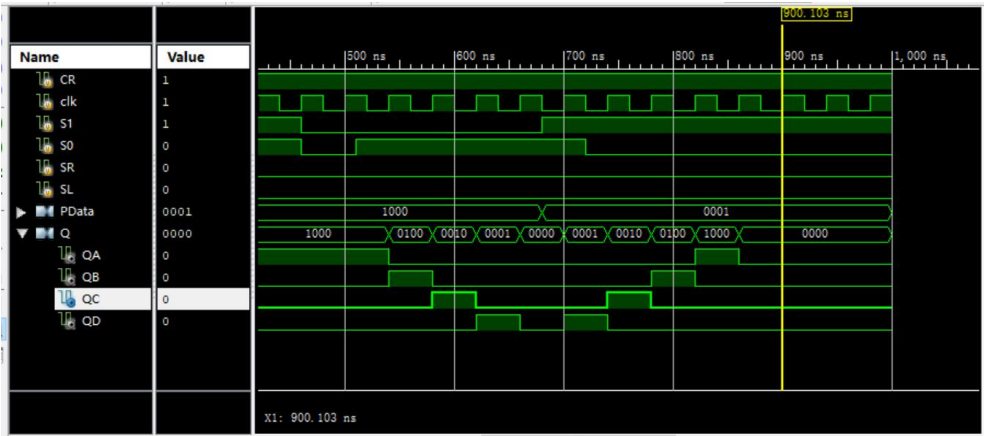 900.103 ns
Name Value
500 ns 600 ns 700 ns 800 ns 900 ns 1,000 ns
CR 1
clk 1
S1 1
S0 0
SR 0
SL 0
PData 0001 1000 0001
Q 0000 1000 0100 0010 0001 0000 0001 0010 0100 1000 0000
QA 0
QB 0
QC 0
QD 0
X1: 900.103 ns